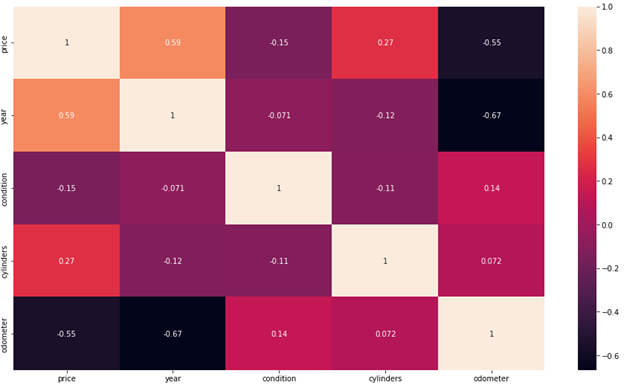 price 1 0.59 -0.15 0.27 -0.55
year 0.59 1 -0.071 -0.12 -0.67
condition -0.15 -0.071 1 -0.11 0.14
cylinders 0.27 -0.12 -0.11 1 0.072
odometer -0.55 -0.67 0.14 0.072 1
price year condition cylinders odometer
1.0
0.8
0.6
0.4
0.2
0.0
−0.2
−0.4
−0.6